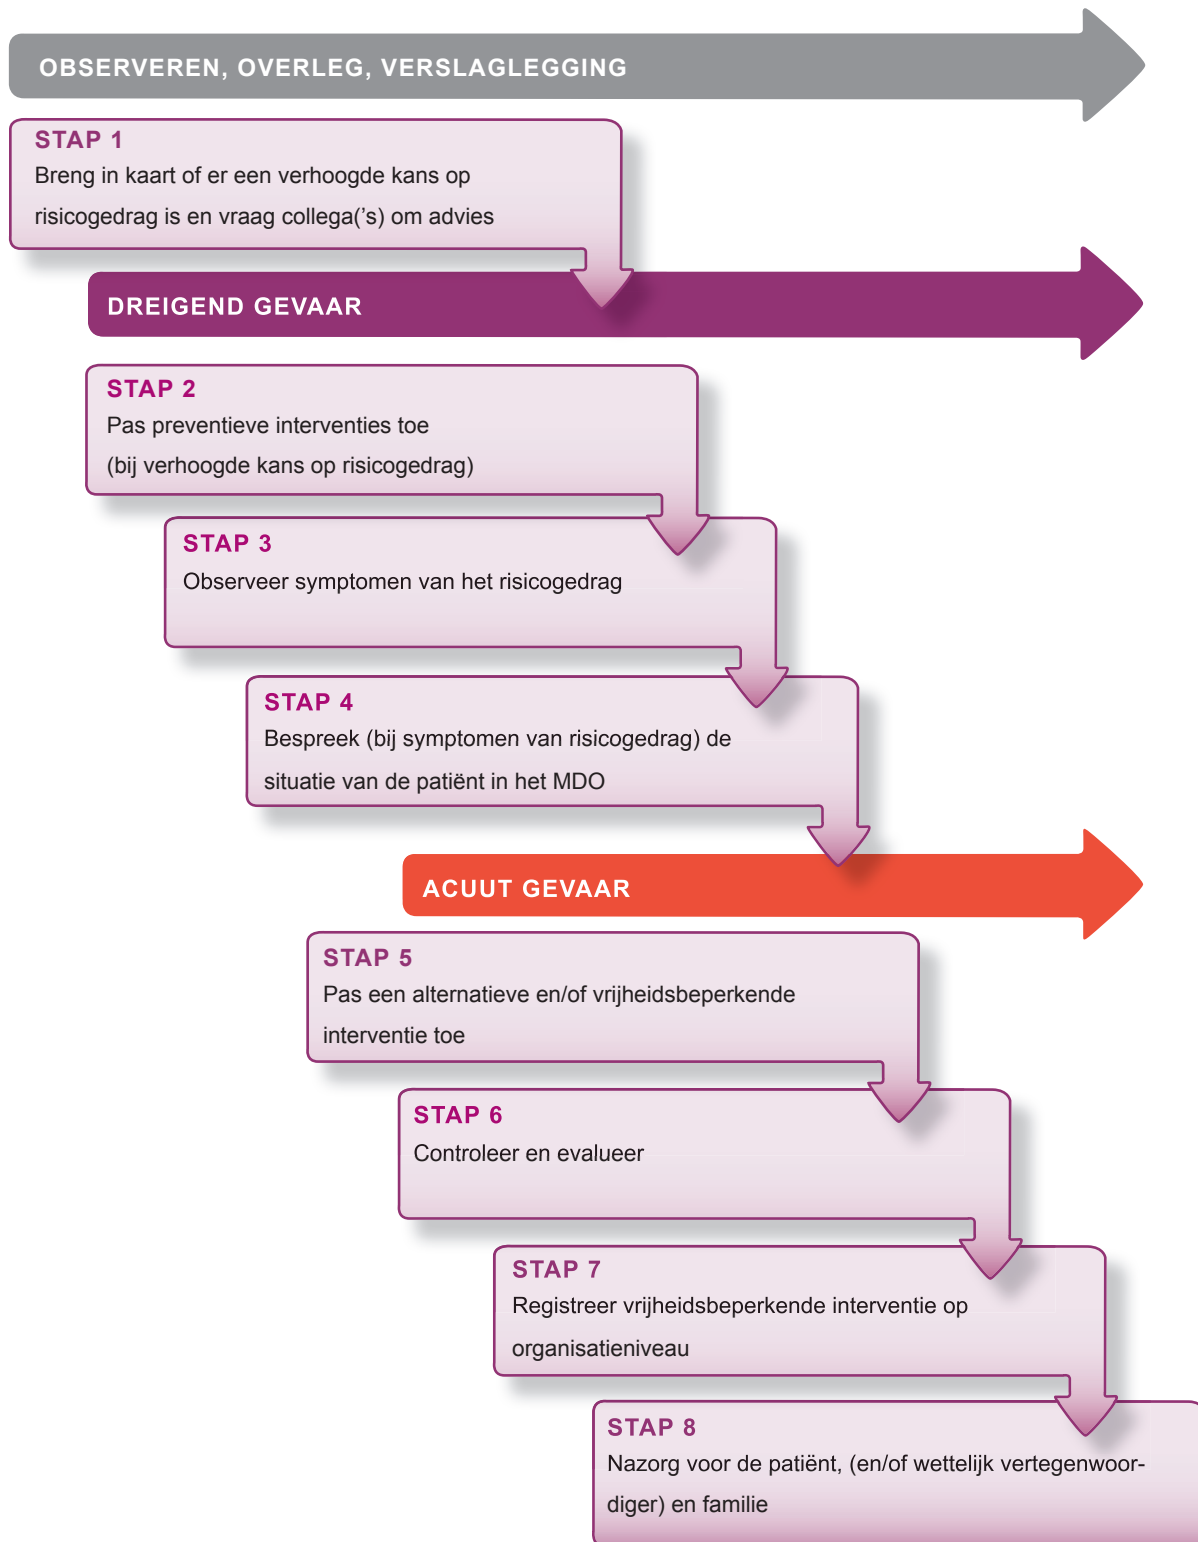 OBSERVEREN, OVERLEG, VERSLAGLEGGING
STAP 1
Breng in kaart of er een verhoogde kans op
risicogedrag is en vraag collega('s) om advies
DREIGEND GEVAAR
STAP 2
Pas preventieve interventies toe
(bij verhoogde kans op risicogedrag)
STAP 3
Observeer symptomen van het risicogedrag
STAP 4
Bespreek (bij symptomen van risicogedrag) de
situatie van de patiënt in het MDO
ACUUT GEVAAR
STAP 5
Pas een alternatieve en/of vrijheidsbeperkende
interventie toe
STAP 6
Controleer en evalueer
STAP 7
Registreer vrijheidsbeperkende interventie op
organisatieniveau
STAP 8
Nazorg voor de patiënt, (en/of wettelijk vertegenwoor-
diger) en familie